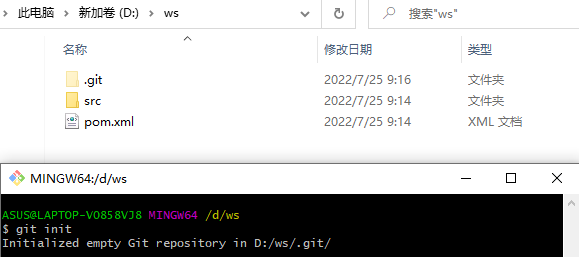 此电脑 > 新加卷 (D:) > ws 搜索"ws"
名称 修改日期 类型
.git 2022/7/25 9:16 文件夹
src 2022/7/25 9:14 文件夹
pom.xml 2022/7/25 9:14 XML 文档
MINGW64:/d/ws
ASUS@LAPTOP-VO858VJ8 MINGW64 /d/ws
$ git init
Initialized empty Git repository in D:/ws/.git/